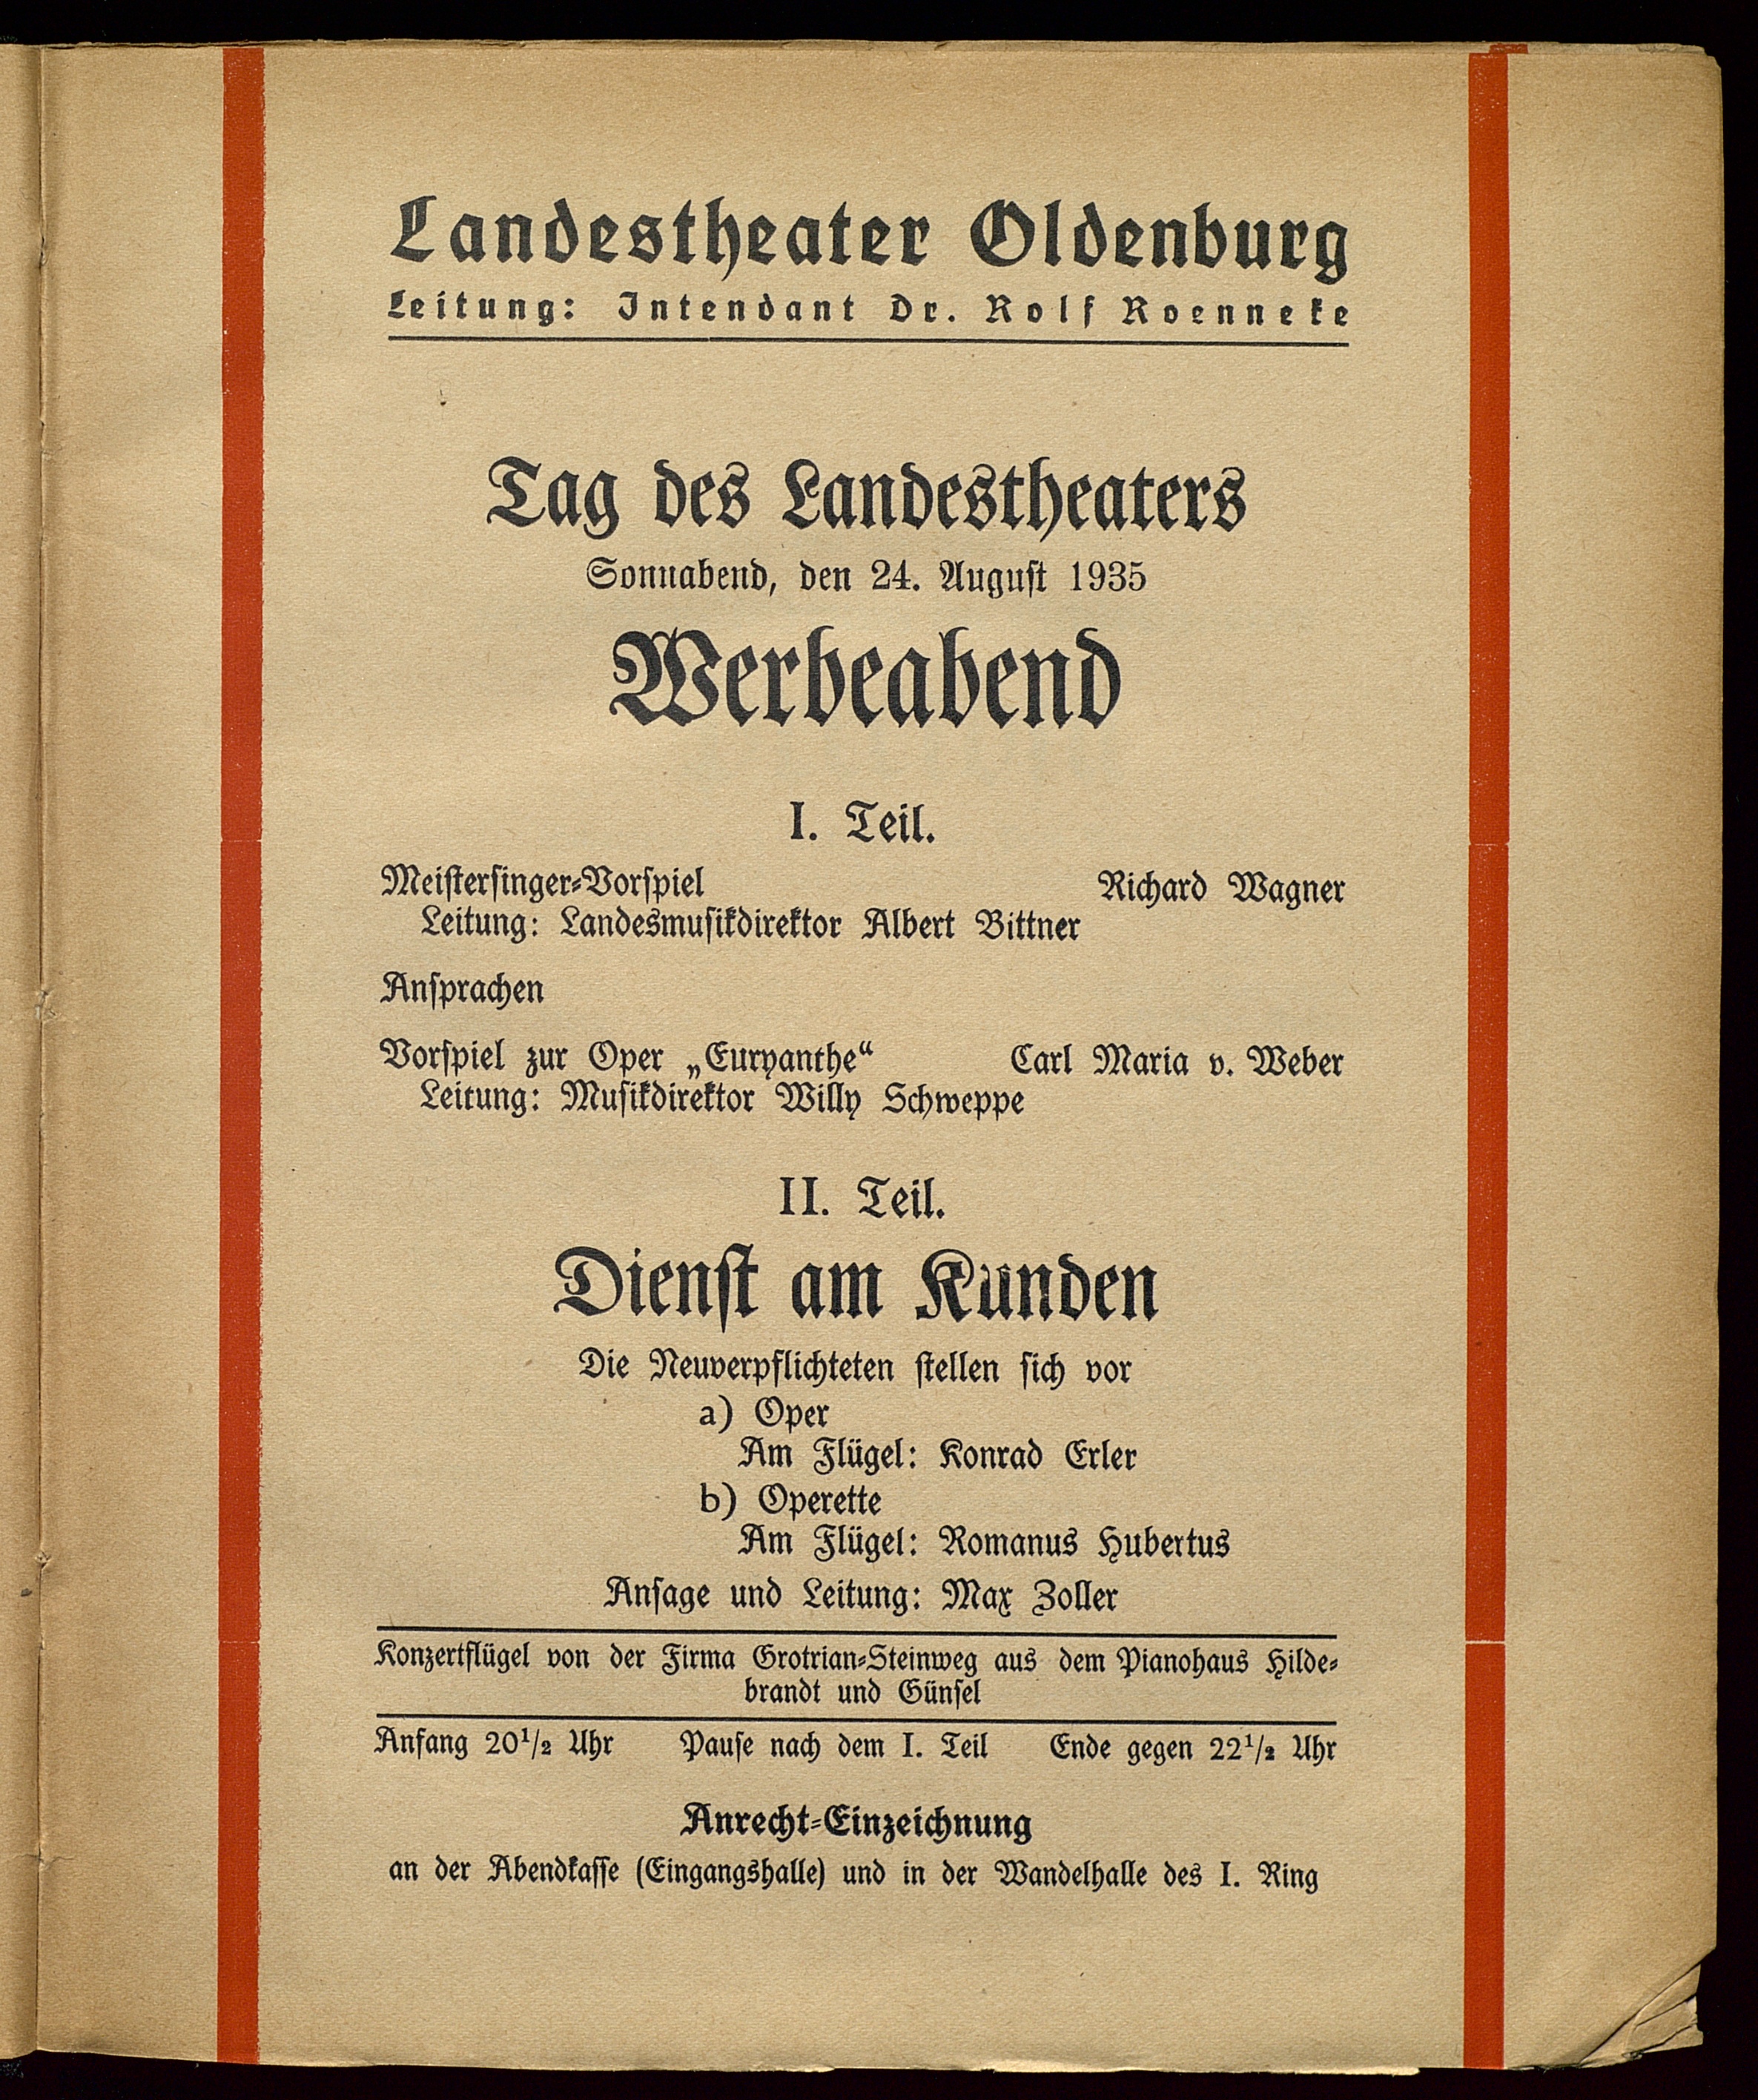 Landestheater Oldenburg
Leitung: Intendant Dr. Rolf Roenneke
Tag des Landestheaters
Sonnabend, den 24. August 1935
Werbeabend
I. Teil.
Meistersinger-Vorspiel Richard Wagner
Leitung: Landesmusikdirektor Albert Bittner
Ansprachen
Vorspiel zur Oper „Euryanthe“ Carl Maria v. Weber
Leitung: Musikdirektor Willy Schweppe
II. Teil.
Dienst am Kunden
Die Neuverpflichteten stellen sich vor
a) Oper
Am Flügel: Konrad Erler
b) Operette
Am Flügel: Romanus Hubertus
Ansage und Leitung: Max Zoller
Konzertflügel von der Firma Grotrian-Steinweg aus dem Pianohaus Hilde-
brandt und Günsel
Anfang 20¹/₂ Uhr Pause nach dem I. Teil Ende gegen 22¹/₂ Uhr
Anrecht-Einzeichnung
an der Abendkasse (Eingangshalle) und in der Wandelhalle des I. Ring